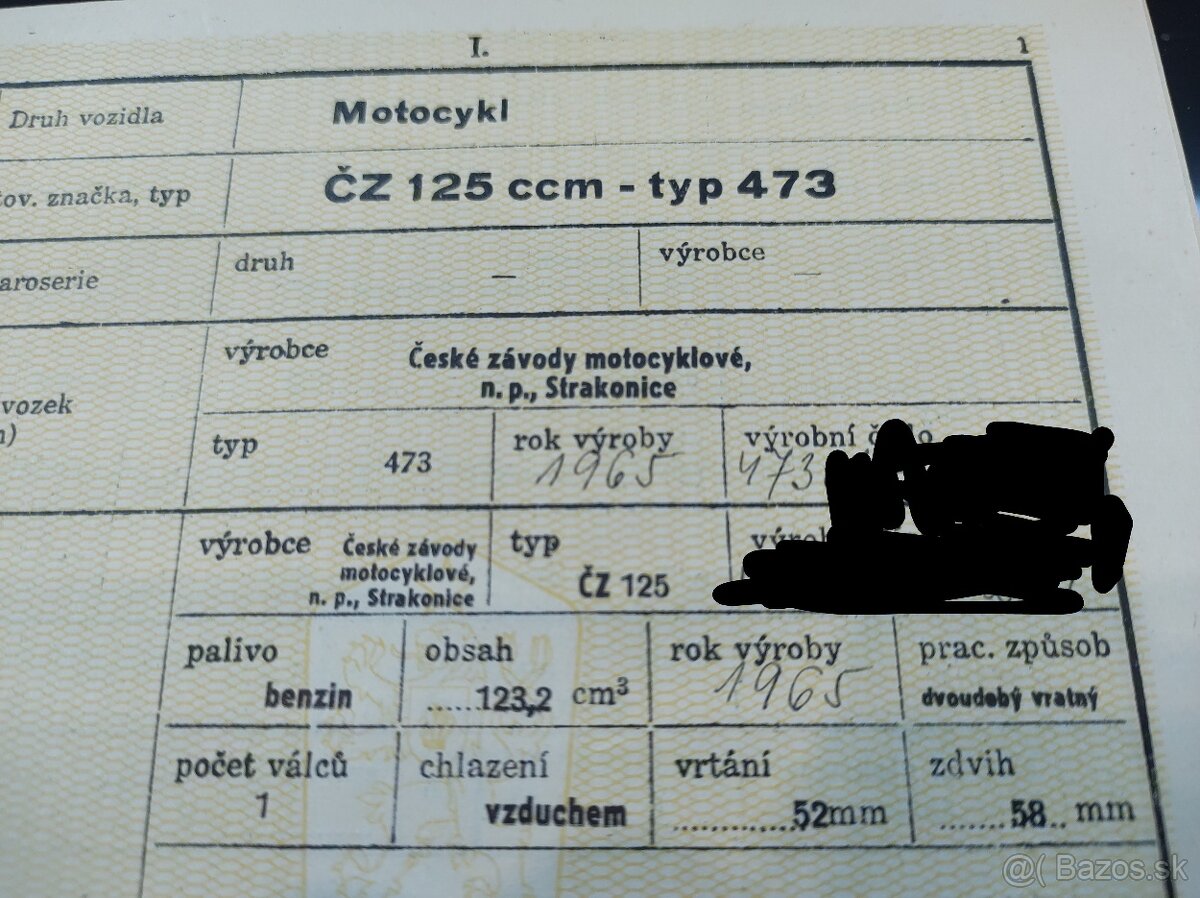 I. 1
Druh vozidla Motocykl
tov. značka, typ ČZ 125 ccm - typ 473
aroserie druh — výrobce —
výrobce České závody motocyklové,
n. p., Strakonice
vozek
typ 473 rok výroby 1965 výrobní 473
výrobce České závody
motocyklové,
n. p., Strakonice
typ ČZ 125
palivo benzin obsah ......123,2 cm³ rok výroby 1965 prac. způsob dvoudobý vratný
počet válců 1 chlazení vzduchem vrtání 52mm zdvih 58 mm
@( Bazos.sk